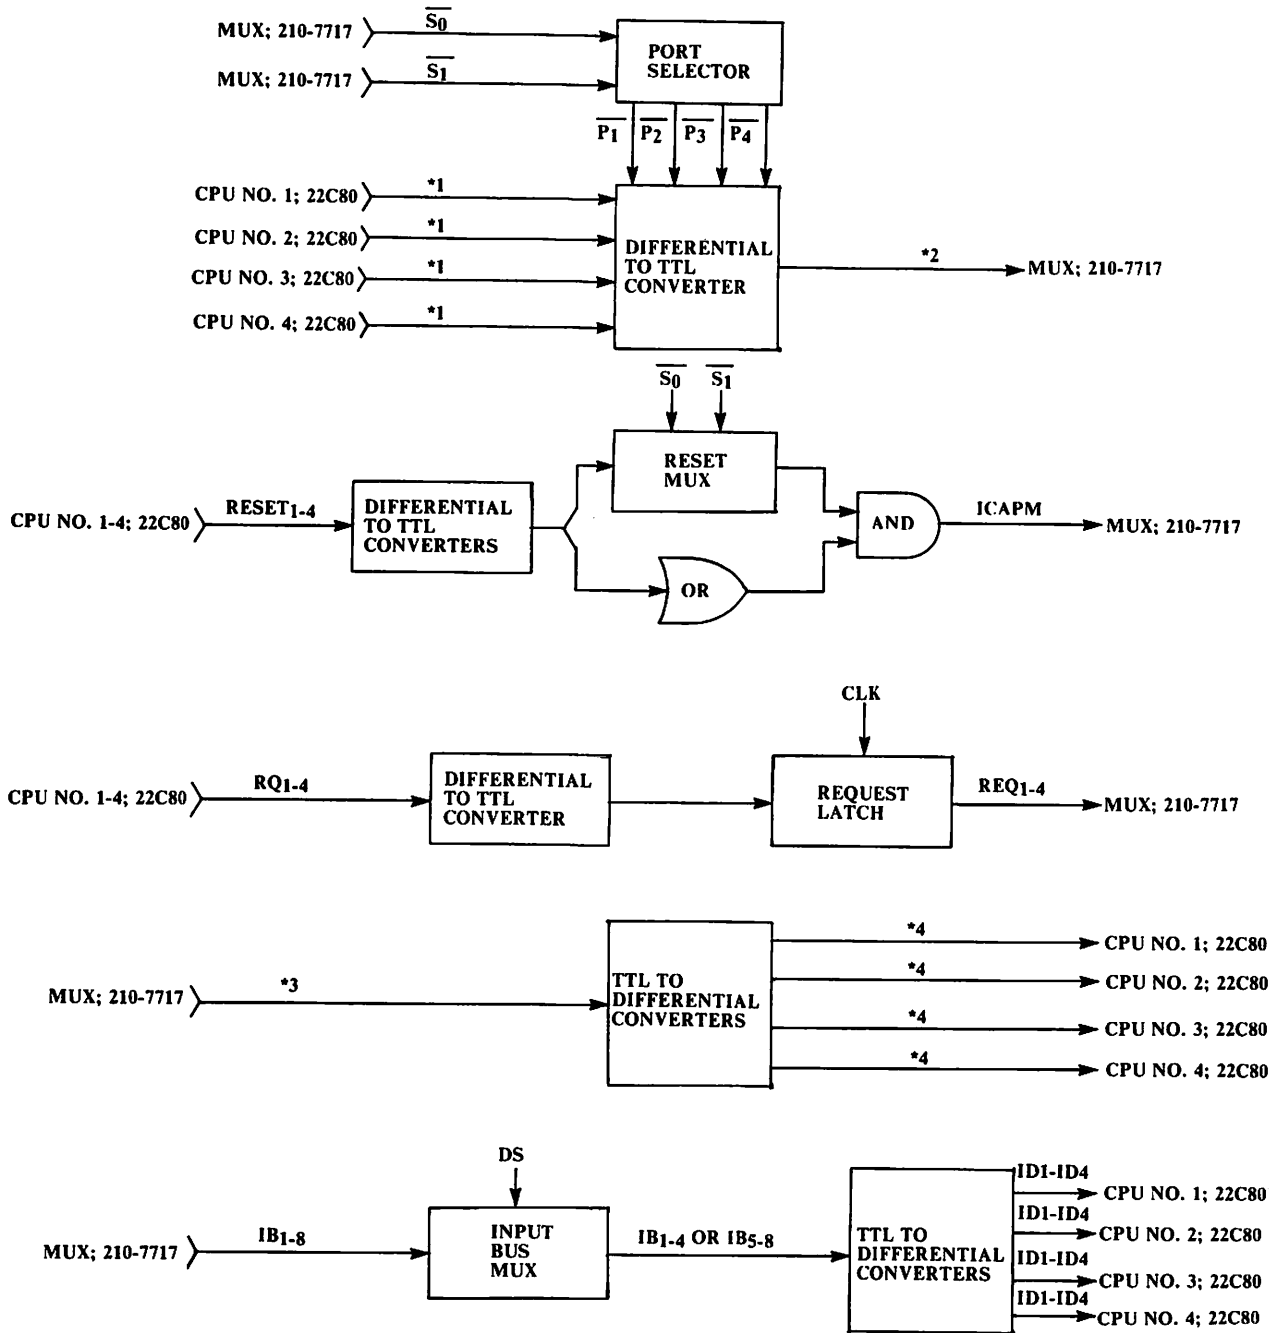 MUX; 210-7717
S0
PORT
SELECTOR
MUX; 210-7717
S1
P1 P2 P3 P4
CPU NO. 1; 22C80
*1
CPU NO. 2; 22C80
*1
CPU NO. 3; 22C80
*1
CPU NO. 4; 22C80
*1
DIFFERENTIAL
TO TTL
CONVERTER
*2
MUX; 210-7717
S0 S1
RESET
MUX
CPU NO. 1-4; 22C80
RESET1-4
DIFFERENTIAL
TO TTL
CONVERTERS
OR
AND
ICAPM
MUX; 210-7717
CLK
CPU NO. 1-4; 22C80
RQ1-4
DIFFERENTIAL
TO TTL
CONVERTER
REQUEST
LATCH
REQ1-4
MUX; 210-7717
MUX; 210-7717
*3
TTL TO
DIFFERENTIAL
CONVERTERS
*4
CPU NO. 1; 22C80
*4
CPU NO. 2; 22C80
*4
CPU NO. 3; 22C80
*4
CPU NO. 4; 22C80
DS
MUX; 210-7717
IB1-8
INPUT
BUS
MUX
IB1-4 OR IB5-8
TTL TO
DIFFERENTIAL
CONVERTERS
ID1-ID4
CPU NO. 1; 22C80
ID1-ID4
CPU NO. 2; 22C80
ID1-ID4
CPU NO. 3; 22C80
ID1-ID4
CPU NO. 4; 22C80